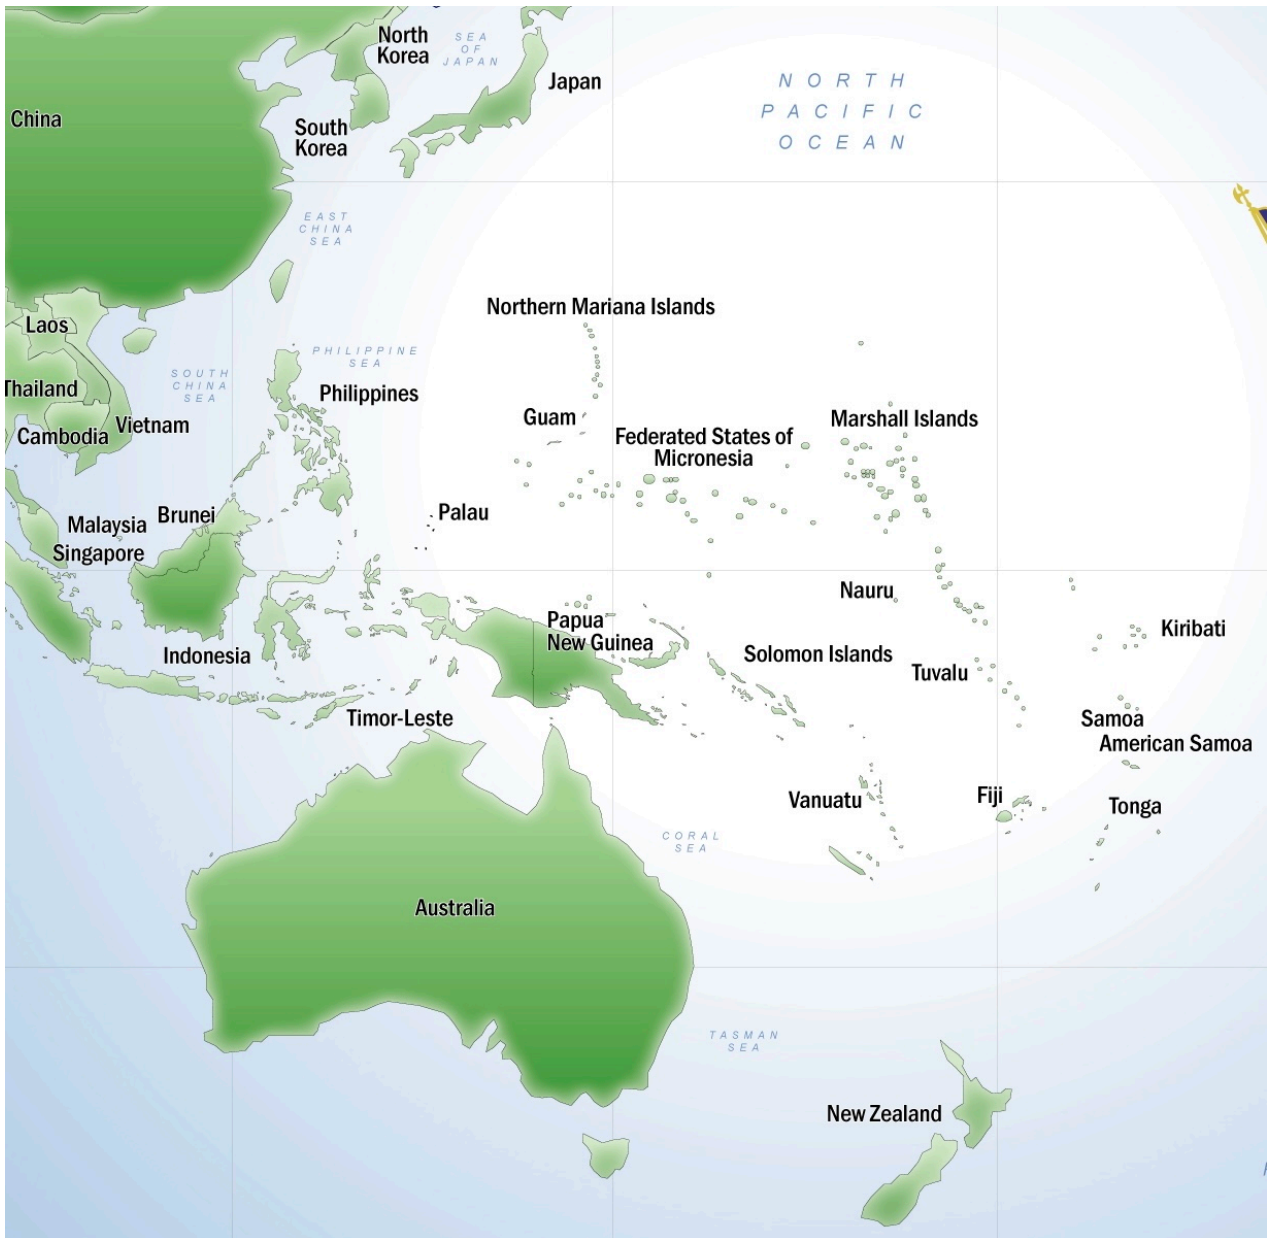 North
Korea
SEA
OF
JAPAN
Japan
NORTH
PACIFIC
OCEAN
China
South
Korea
EAST
CHINA
SEA
Northern Mariana Islands
Laos
PHILIPPINE
SEA
SOUTH
CHINA
SEA
Thailand
Philippines
Guam
Marshall Islands
Vietnam
Cambodia
Federated States of
Micronesia
Palau
Brunei
Malaysia
Singapore
Nauru
Papua
New Guinea
Kiribati
Solomon Islands
Indonesia
Tuvalu
Timor-Leste
Samoa
American Samoa
Vanuatu
Fiji
Tonga
CORAL
SEA
Australia
TASMAN
SEA
New Zealand